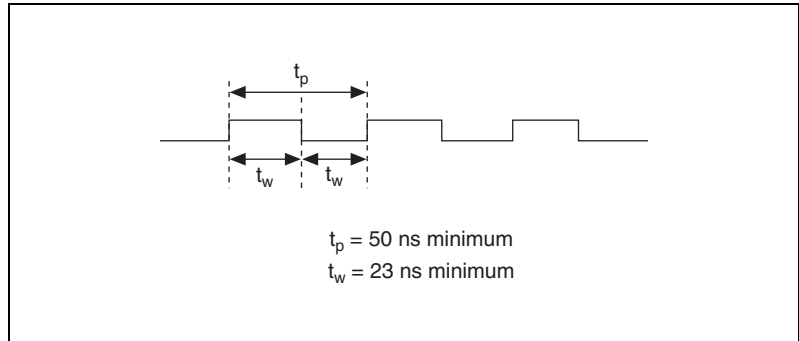 tp
tw tw
tp = 50 ns minimum
tw = 23 ns minimum